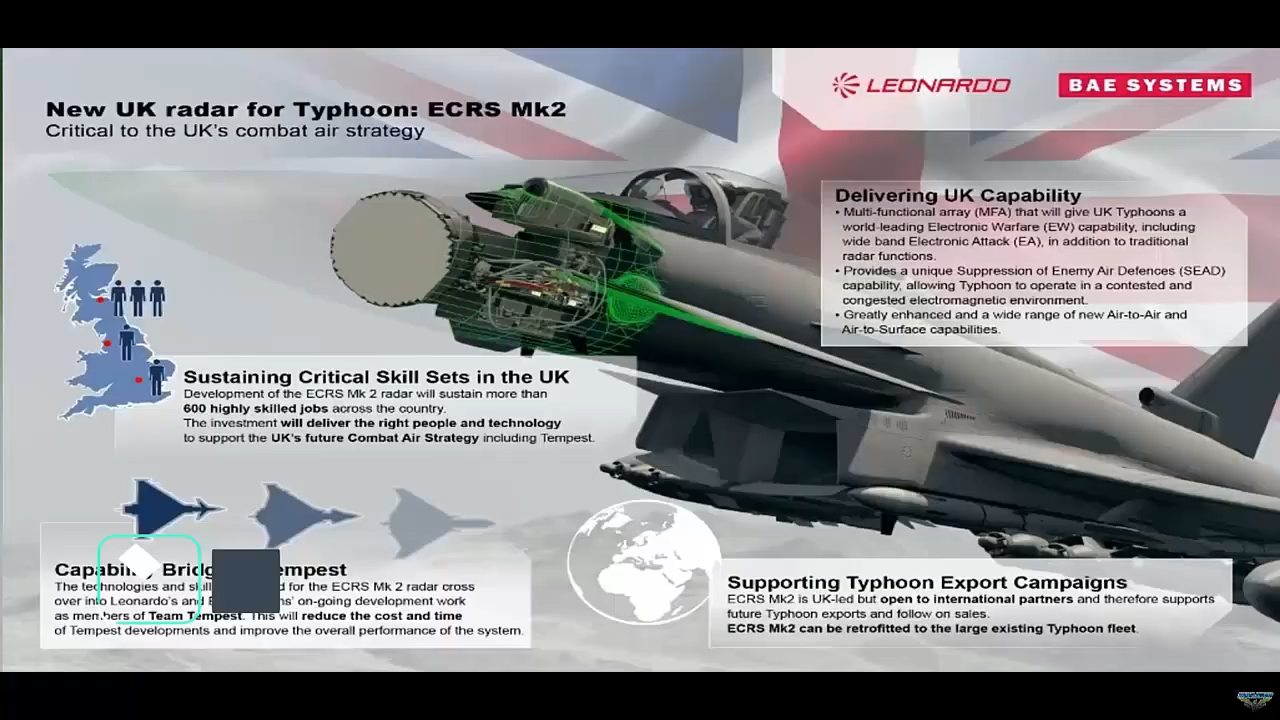 New UK radar for Typhoon: ECRS Mk2
Critical to the UK's combat air strategy
LEONARDO
BAE SYSTEMS
Delivering UK Capability
• Multi-functional array (MFA) that will give UK Typhoons a
world-leading Electronic Warfare (EW) capability, including
wide band Electronic Attack (EA), in addition to traditional
radar functions.
• Provides a unique Suppression of Enemy Air Defences (SEAD)
capability, allowing Typhoon to operate in a contested and
congested electromagnetic environment.
• Greatly enhanced and a wide range of new Air-to-Air and
Air-to-Surface capabilities.
Sustaining Critical Skill Sets in the UK
Development of the ECRS Mk 2 radar will sustain more than
600 highly skilled jobs across the country.
The investment will deliver the right people and technology
to support the UK's future Combat Air Strategy including Tempest.
The for the ECRS Mk 2 radar cross
over into Leonardo's and on-going development work
as members of Team Tempest. This will reduce the cost and time
of Tempest developments and improve the overall performance of the system.
Supporting Typhoon Export Campaigns
ECRS Mk2 is UK-led but open to international partners and therefore supports
future Typhoon exports and follow on sales.
ECRS Mk2 can be retrofitted to the large existing Typhoon fleet.